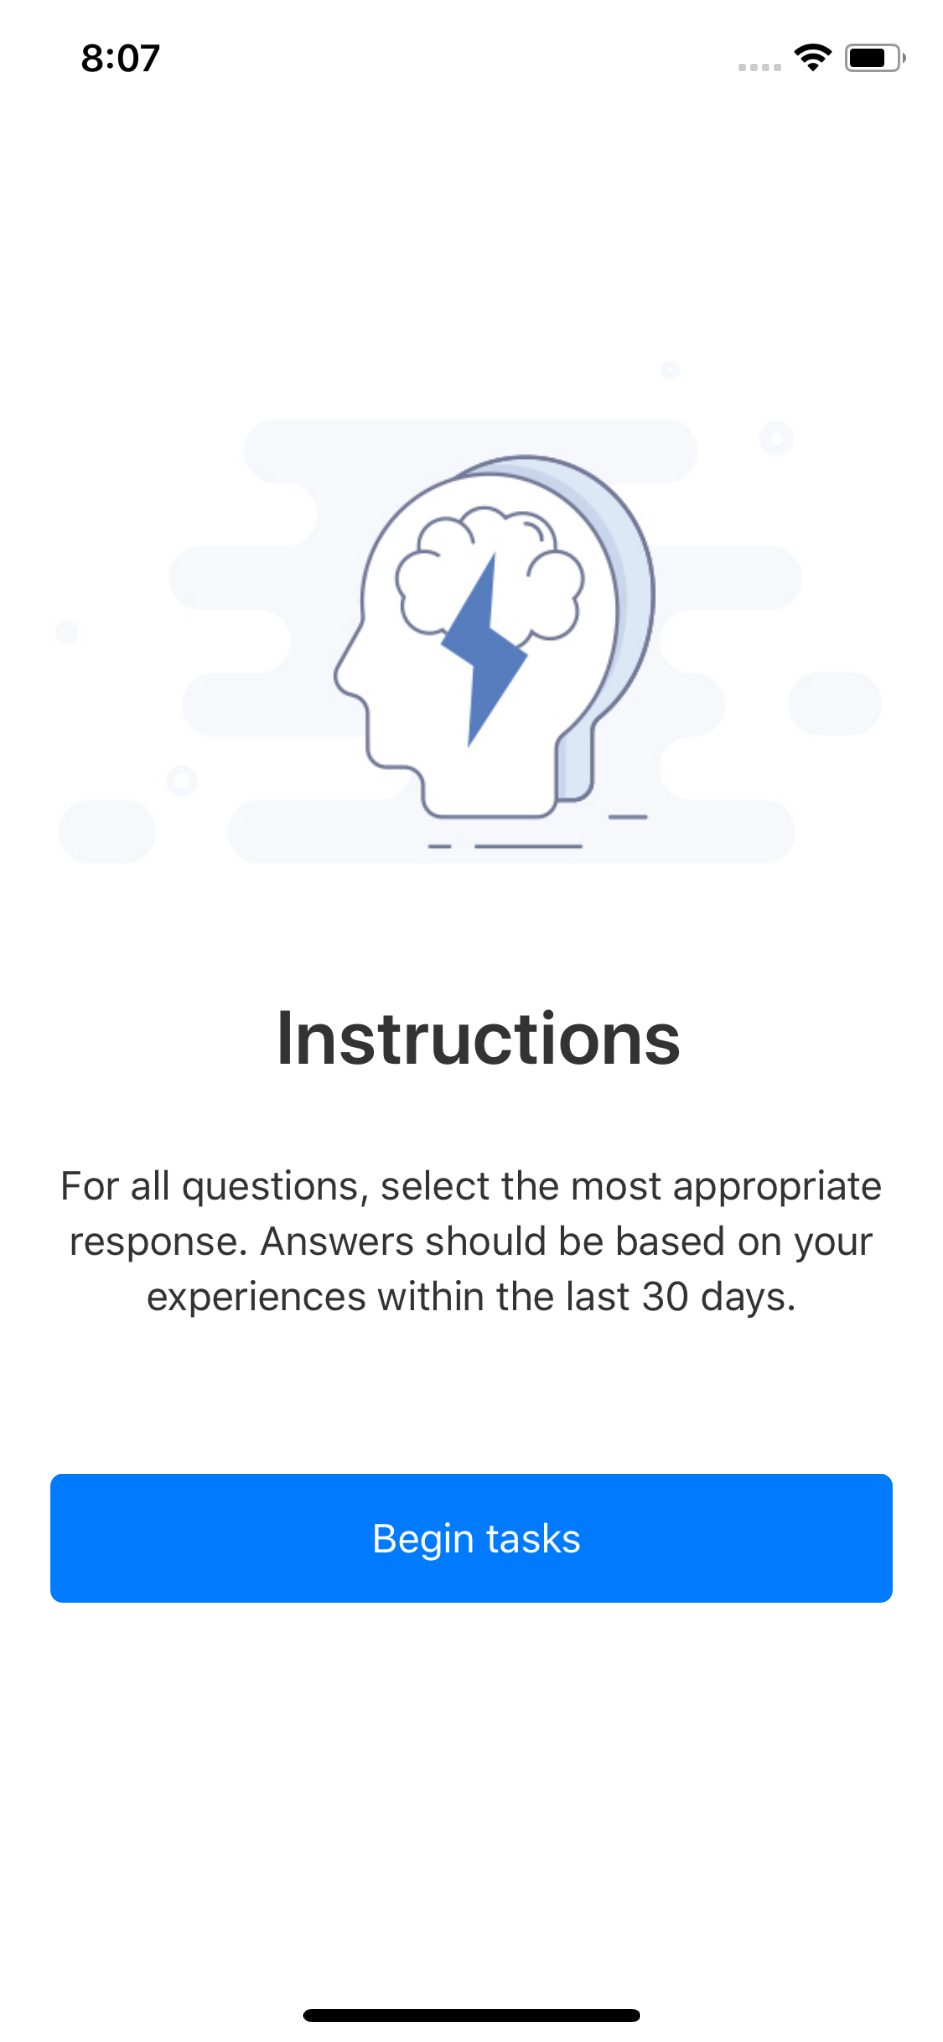 8:07
Instructions
For all questions, select the most appropriate
response. Answers should be based on your
experiences within the last 30 days.
Begin tasks